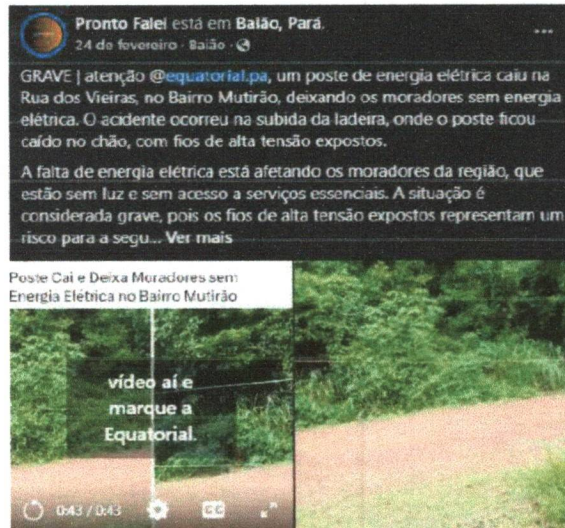 Pronto Falei está em Baião, Pará.
24 de fevereiro · Baião ·
GRAVE | atenção @equatorial.pa, um poste de energia elétrica caiu na
Rua dos Vieiras, no Bairro Mutirão, deixando os moradores sem energia
elétrica. O acidente ocorreu na subida da ladeira, onde o poste ficou
caído no chão, com fios de alta tensão expostos.
A falta de energia elétrica está afetando os moradores da região, que
estão sem luz e sem acesso a serviços essenciais. A situação é
considerada grave, pois os fios de alta tensão expostos representam um
risco para a segu... Ver mais
Poste Cai e Deixa Moradores sem
Energia Elétrica no Bairro Mutirão
vídeo aí e
marque a
Equatorial.
0:43 / 0:43
CC